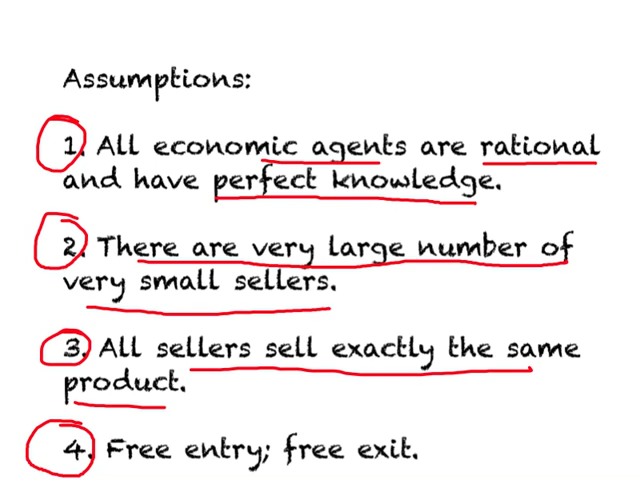 Assumptions:
1. All economic agents are rational
and have perfect knowledge.
2. There are very large number of
very small sellers.
3. All sellers sell exactly the same
product.
4. Free entry; free exit.